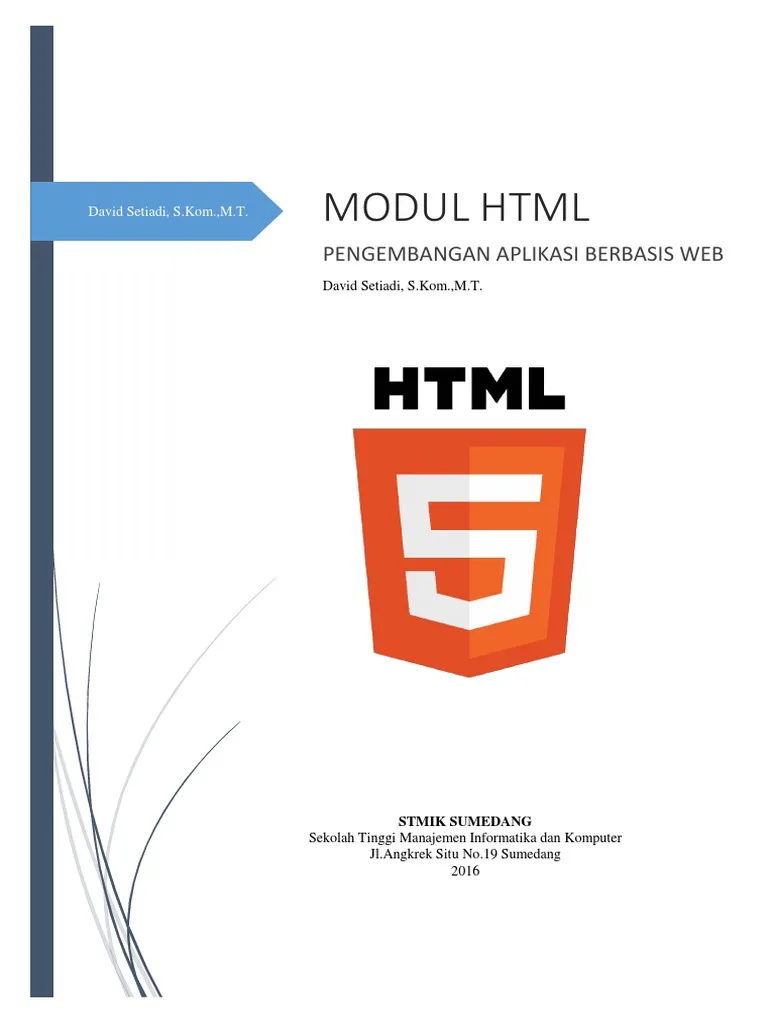 David Setiadi, S.Kom.,M.T.
MODUL HTML
PENGEMBANGAN APLIKASI BERBASIS WEB
David Setiadi, S.Kom.,M.T.
HTML
5
STMIK SUMEDANG
Sekolah Tinggi Manajemen Informatika dan Komputer
Jl.Angkrek Situ No.19 Sumedang
2016